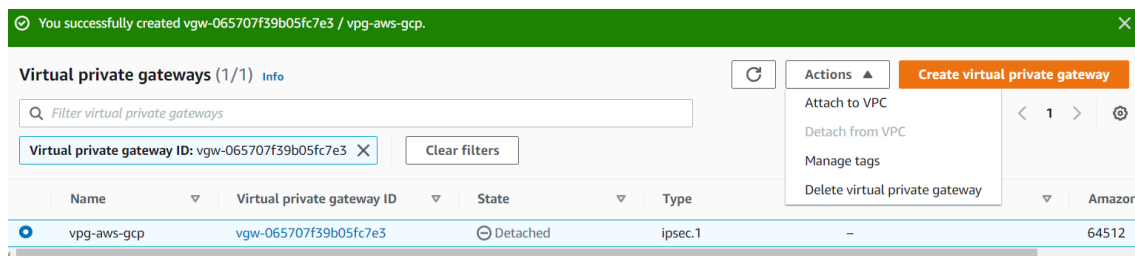 You successfully created vgw-065707f39b05fc7e3 / vpg-aws-gcp.
Virtual private gateways (1/1) Info
Actions
Create virtual private gateway
Filter virtual private gateways
Attach to VPC
1
Detach from VPC
Virtual private gateway ID: vgw-065707f39b05fc7e3
Clear filters
Manage tags
Delete virtual private gateway
Name Virtual private gateway ID State Type Amazon
vpg-aws-gcp vgw-065707f39b05fc7e3 Detached ipsec.1 – 64512